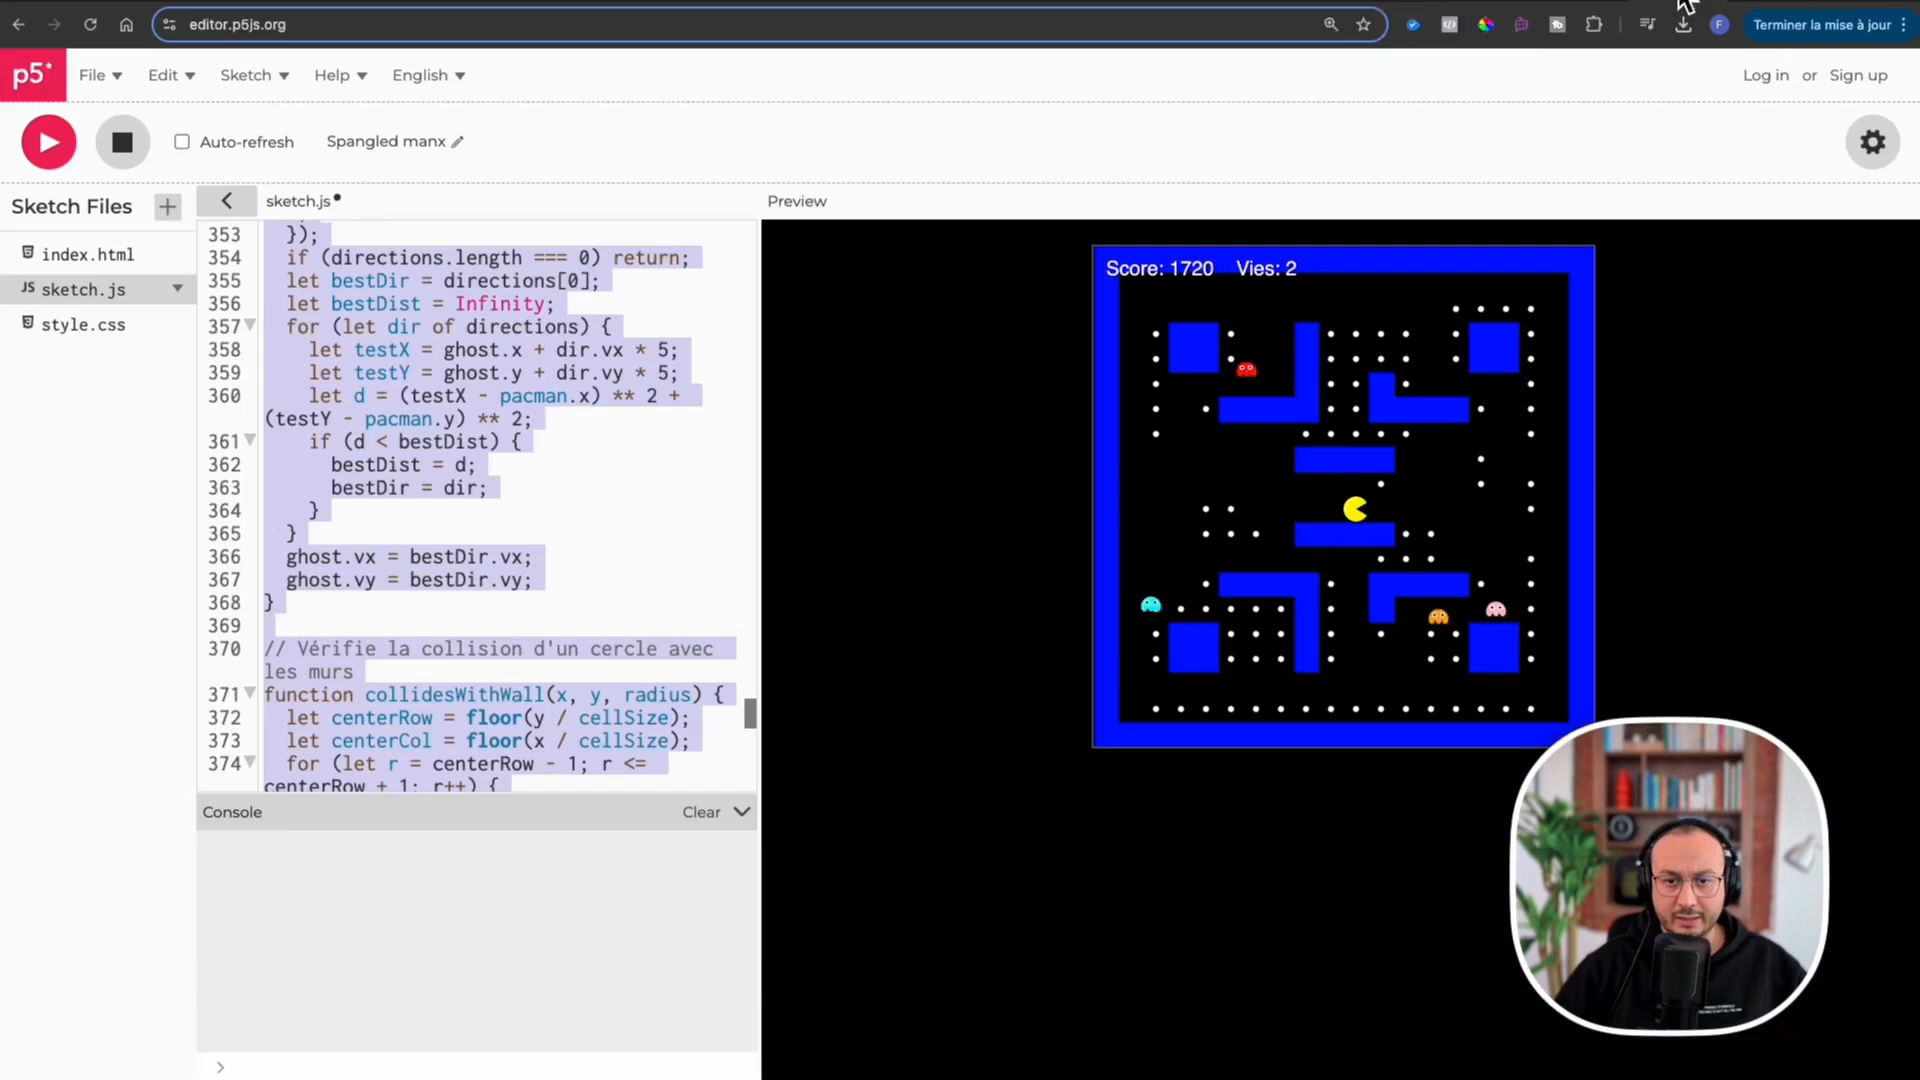 editor.p5js.org
Terminer la mise à jour
p5*
File
Edit
Sketch
Help
English
Log in or Sign up
Auto-refresh
Spangled manx
Sketch Files
+
index.html
JS sketch.js
style.css
sketch.js
Preview
353 });
354 if (directions.length === 0) return;
355 let bestDir = directions[0];
356 let bestDist = Infinity;
357 for (let dir of directions) {
358 let testX = ghost.x + dir.vx * 5;
359 let testY = ghost.y + dir.vy * 5;
360 let d = (testX - pacman.x) ** 2 +
(testY - pacman.y) ** 2;
361 if (d < bestDist) {
362 bestDist = d;
363 bestDir = dir;
364 }
365 }
366 ghost.vx = bestDir.vx;
367 ghost.vy = bestDir.vy;
368 }
369
370 // Vérifie la collision d'un cercle avec
les murs
371 function collidesWithWall(x, y, radius) {
372 let centerRow = floor(y / cellSize);
373 let centerCol = floor(x / cellSize);
374 for (let r = centerRow - 1; r <=
centerRow + 1; r++) {
Console
Clear
>
Score: 1720 Vies: 2
F